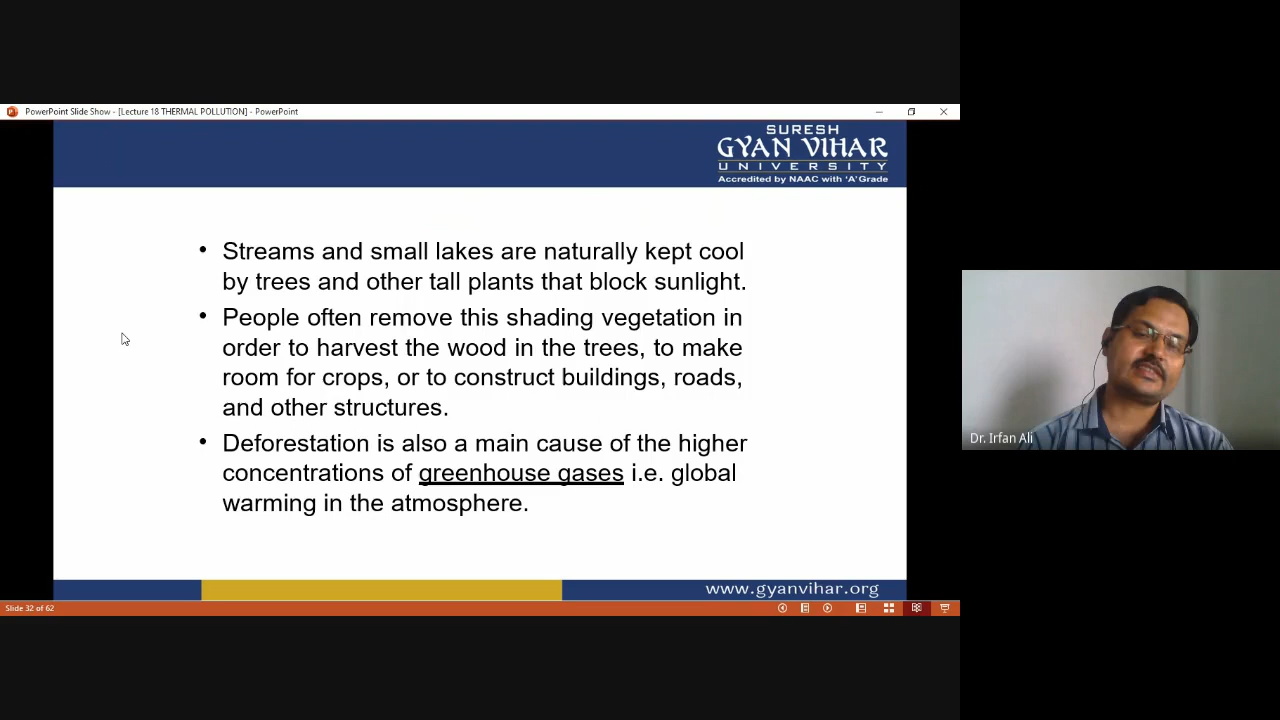 PowerPoint Slide Show - [Lecture 18 THERMAL POLLUTION] - PowerPoint
SURESH
GYAN VIHAR
UNIVERSITY
Accredited by NAAC with 'A' Grade
• Streams and small lakes are naturally kept cool
by trees and other tall plants that block sunlight.
• People often remove this shading vegetation in
order to harvest the wood in the trees, to make
room for crops, or to construct buildings, roads,
and other structures.
• Deforestation is also a main cause of the higher
concentrations of greenhouse gases i.e. global
warming in the atmosphere.
Dr. Irfan Ali
www.gyanvihar.org
Slide 32 of 62